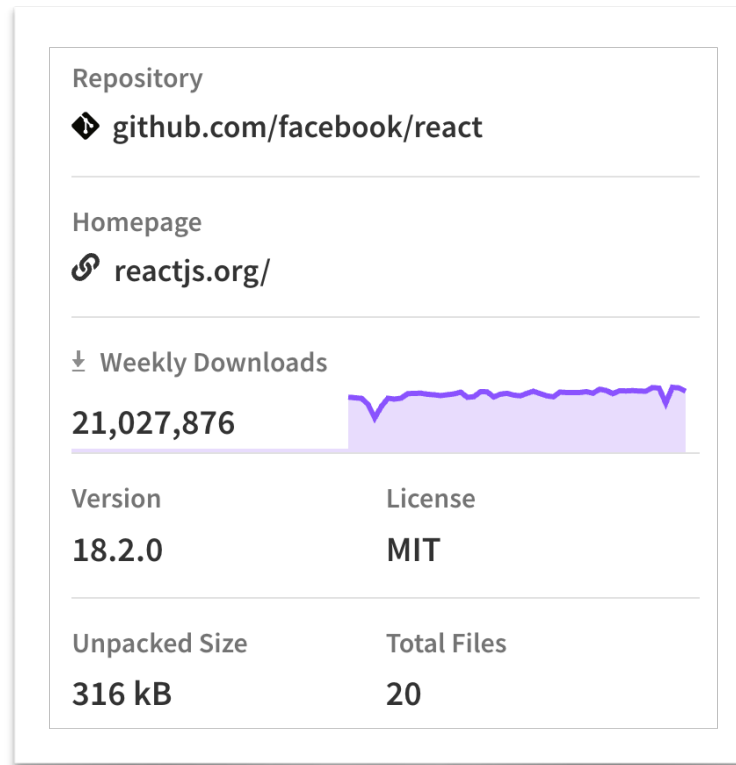 Repository
github.com/facebook/react
Homepage
reactjs.org/
Weekly Downloads
21,027,876
Version License
18.2.0 MIT
Unpacked Size Total Files
316 kB 20